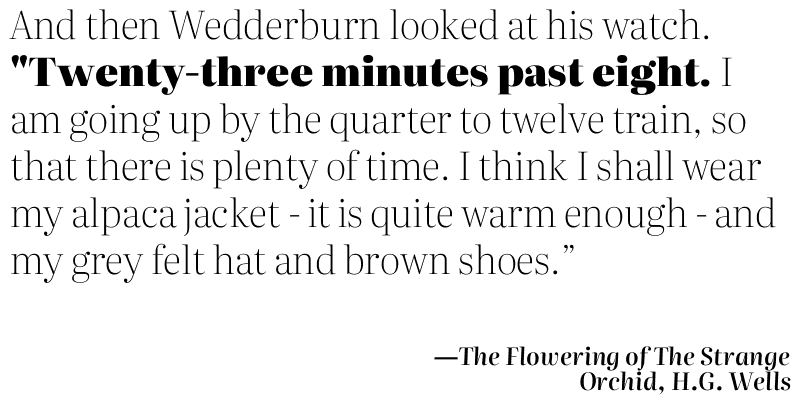 And then Wedderburn looked at his watch.
"Twenty-three minutes past eight. I
am going up by the quarter to twelve train, so
that there is plenty of time. I think I shall wear
my alpaca jacket - it is quite warm enough - and
my grey felt hat and brown shoes.”
—The Flowering of The Strange
Orchid, H.G. Wells